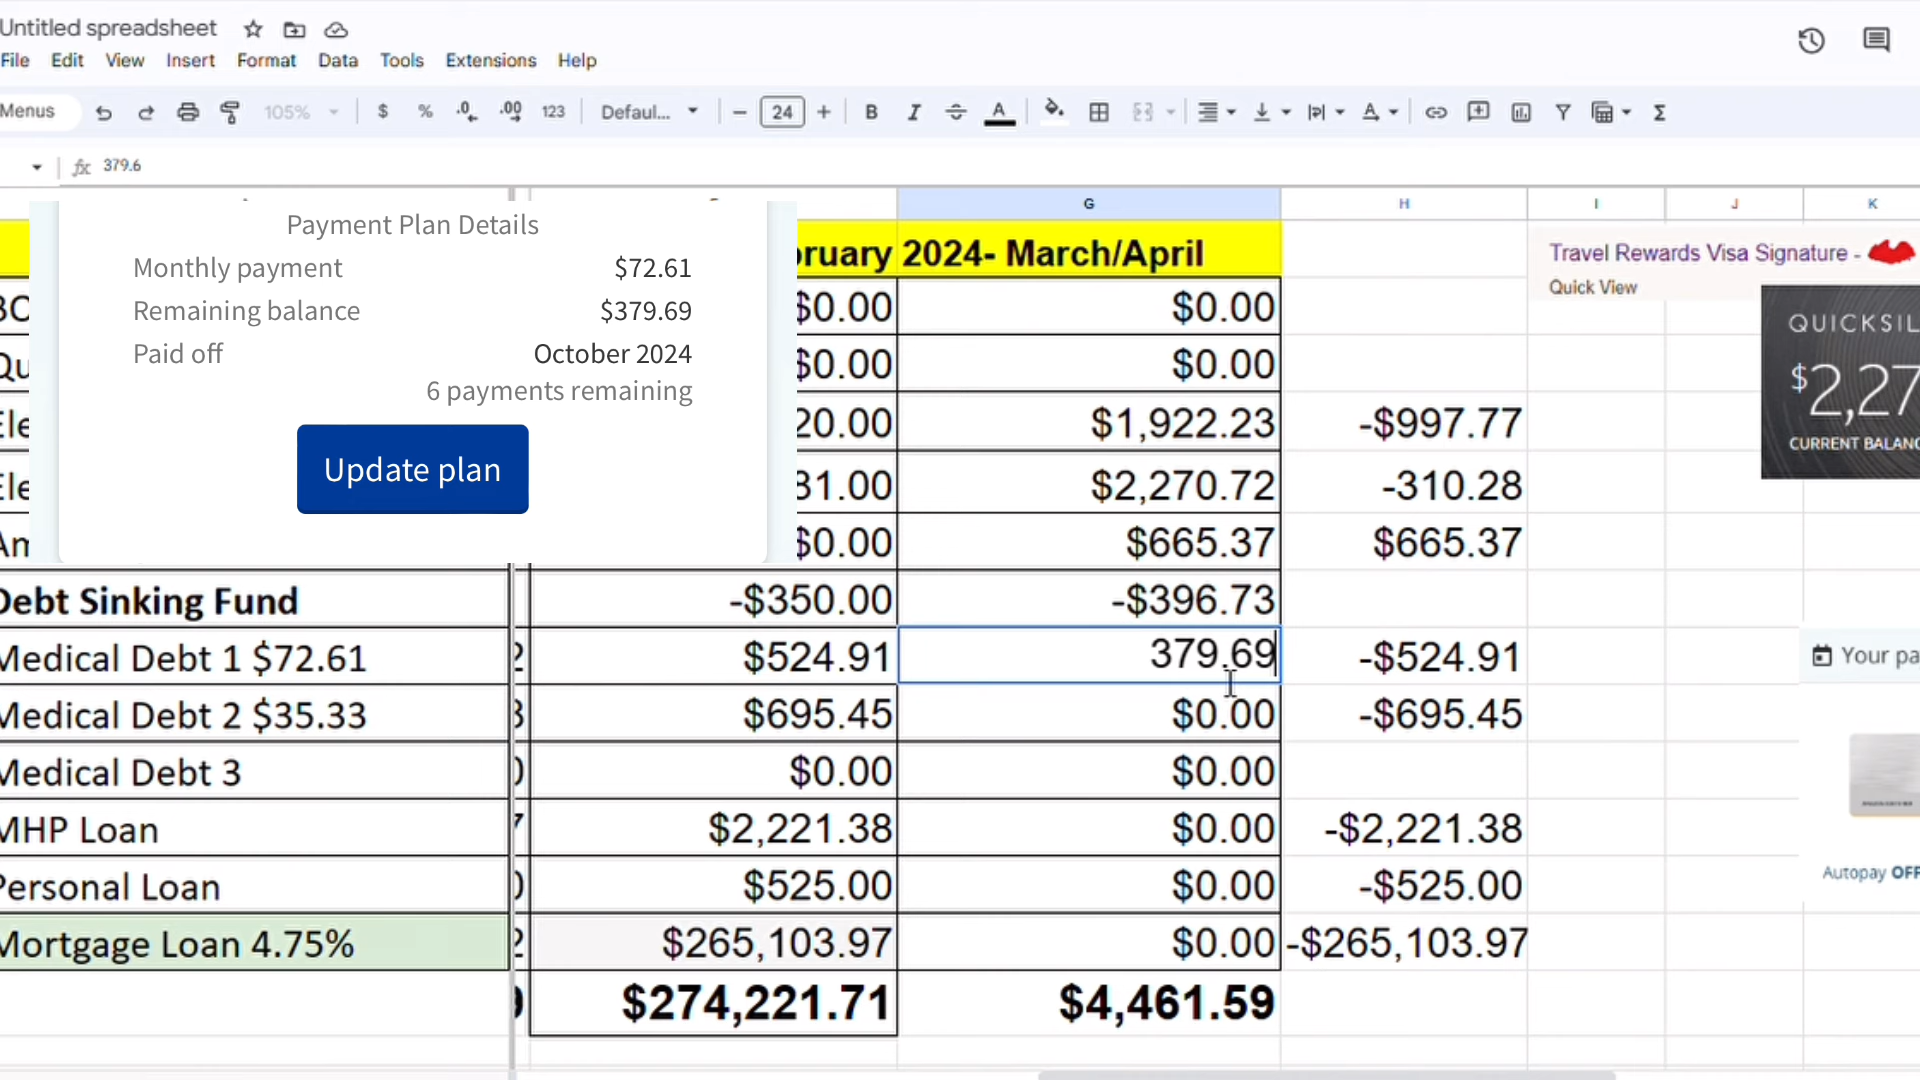 Untitled spreadsheet
File Edit View Insert Format Data Tools Extensions Help
Menus 105% $ % .0 .00 123 Defaul... − 24 + B I A A Σ
fx 379.6
G H I J K
Payment Plan Details
Monthly payment $72.61
Remaining balance $379.69
Paid off October 2024
6 payments remaining
Update plan
2024- March/April
Travel Rewards Visa Signature -
Quick View
$0.00 $0.00
$0.00 $0.00
20.00 $1,922.23 -$997.77
31.00 $2,270.72 -310.28
$0.00 $665.37 $665.37
Debt Sinking Fund -$350.00 -$396.73
Medical Debt 1 $72.61 $524.91 379.69 -$524.91
Medical Debt 2 $35.33 $695.45 $0.00 -$695.45
Medical Debt 3 $0.00 $0.00
MHP Loan $2,221.38 $0.00 -$2,221.38
Personal Loan $525.00 $0.00 -$525.00
Mortgage Loan 4.75% $265,103.97 $0.00 -$265,103.97
$274,221.71 $4,461.59
QUICKSIL
$2,27
CURRENT BALANC
Your pa
Autopay OFF